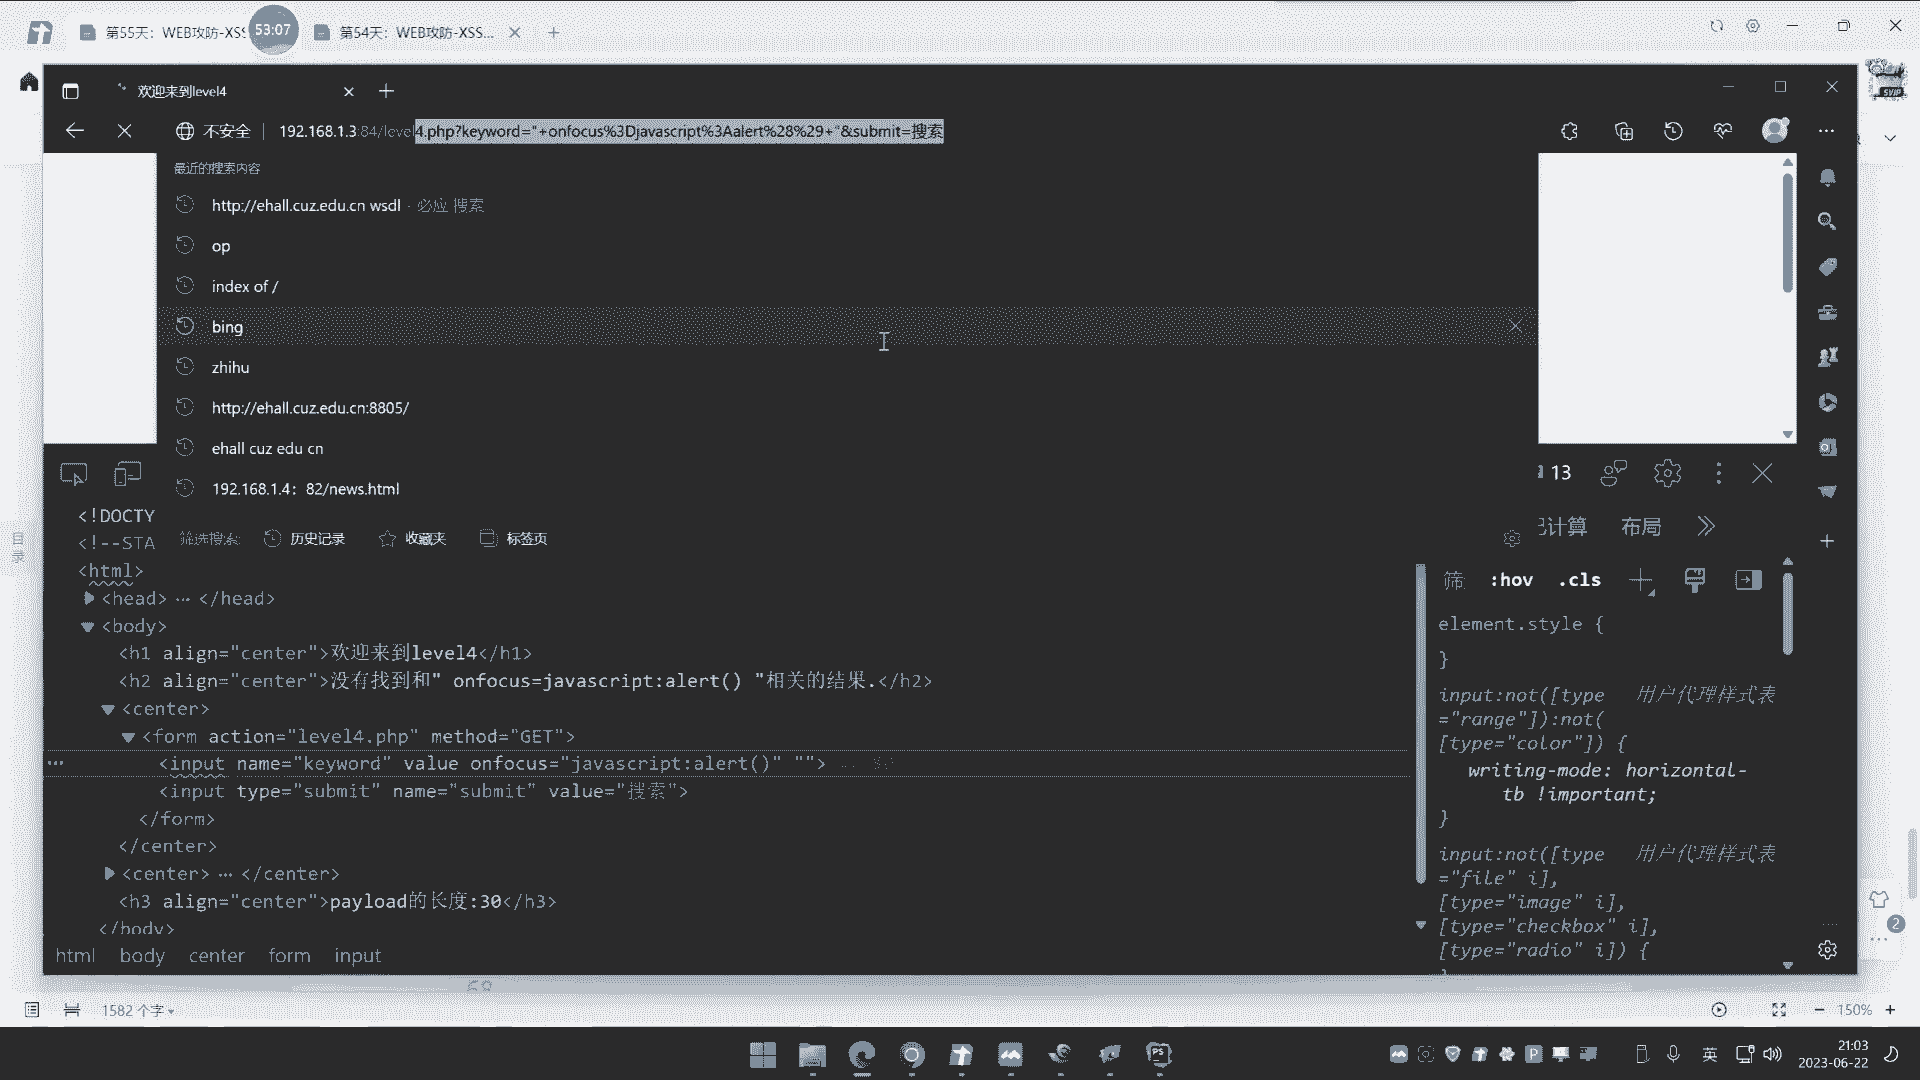 第55天：WEB攻防-XSS
53:07
第54天：WEB攻防-XSS...
欢迎来到level4
不安全
192.168.1.3:84/level4.php?keyword="+onfocus%3Djavascript%3Aalert%28%29+"&submit=搜索
最近的搜索内容
http://ehall.cuz.edu.cn wsdl - 必应 搜索
op
index of /
bing
zhihu
http://ehall.cuz.edu.cn:8805/
ehall cuz edu cn
192.168.1.4：82/news.html
筛选搜索:
历史记录
收藏夹
标签页
13
计算
布局
目录
<!DOCTY
<!--STA
<html>
<head> ··· </head>
<body>
<h1 align="center">欢迎来到level4</h1>
<h2 align="center">没有找到和" onfocus=javascript:alert() "相关的结果.</h2>
<center>
<form action="level4.php" method="GET">
<input name="keyword" value onfocus="javascript:alert()" "">
<input type="submit" name="submit" value="搜索">
</form>
</center>
<center> ··· </center>
<h3 align="center">payload的长度:30</h3>
</body>
html body center form input
筛
:hov .cls
element.style {
}
input:not([type 用户代理样式表
="range"]):not(
[type="color"]) {
writing-mode: horizontal-
tb !important;
}
input:not([type 用户代理样式表
="file" i],
[type="image" i],
[type="checkbox" i],
[type="radio" i]) {
SVIP
2
1582 个字
150%
PS
P
英
21:03
2023-06-22